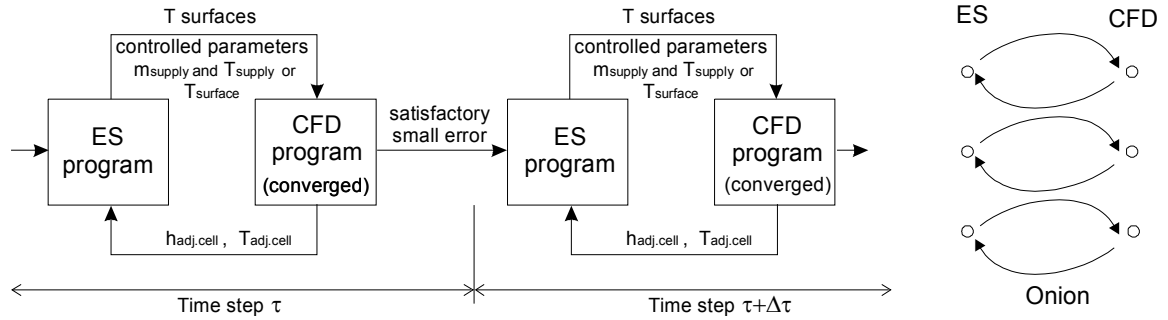 T surfaces
controlled parameters
msupply and Tsupply or
Tsurface
ES
program
CFD
program
(converged)
hadj.cell , Tadj.cell
satisfactory
small error
T surfaces
controlled parameters
msupply and Tsupply or
Tsurface
ES
program
CFD
program
(converged)
hadj.cell , Tadj.cell
Time step τ
Time step τ+Δτ
ES
CFD
Onion